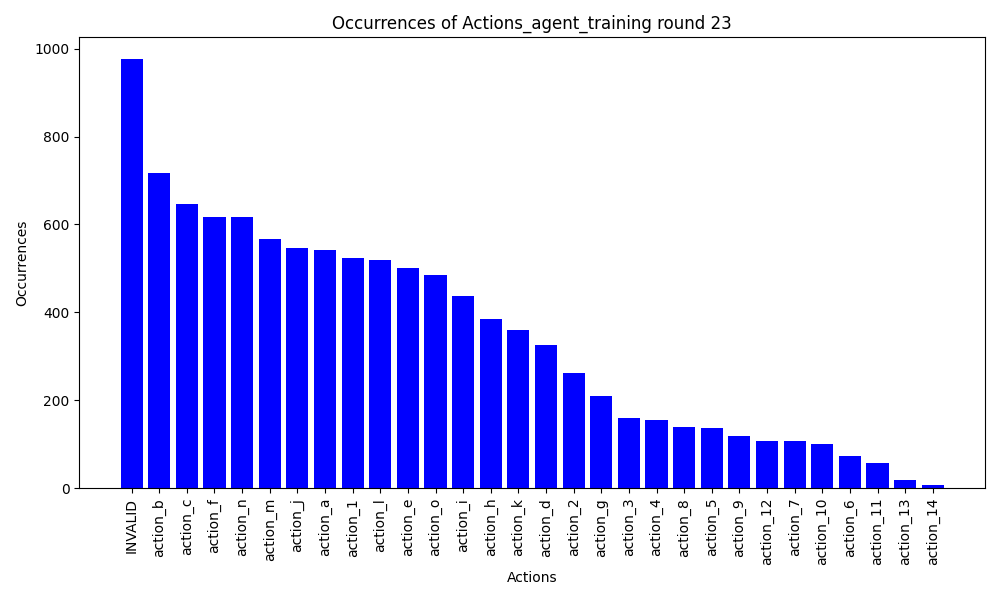 Occurrences of Actions_agent_training round 23
1000
800
600
400
200
0
Occurrences
INVALID
action_b
action_c
action_f
action_n
action_m
action_j
action_a
action_1
action_l
action_e
action_o
action_i
action_h
action_k
action_d
action_2
action_g
action_3
action_4
action_8
action_5
action_9
action_12
action_7
action_10
action_6
action_11
action_13
action_14
Actions